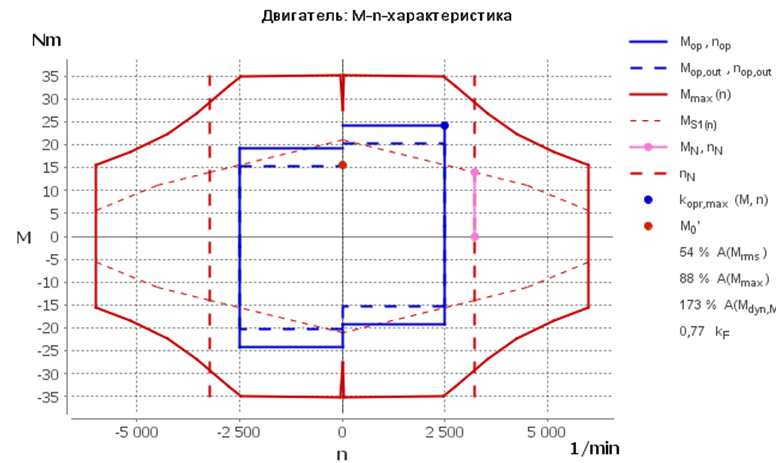 Двигатель: M-n-характеристика
Nm
35
30
25
20
15
10
5
0
-5
-10
-15
-20
-25
-30
-35
M
-5 000
-2 500
0
2 500
5 000
n
1/min
Mop , nop
Mop,out , nop,out
Mmax (n)
MS1(n)
MN, nN
nN
kopr,max (M, n)
M0'
54 % A(Mrms )
88 % A(Mmax )
173 % A(Mdyn,M
0,77 kF